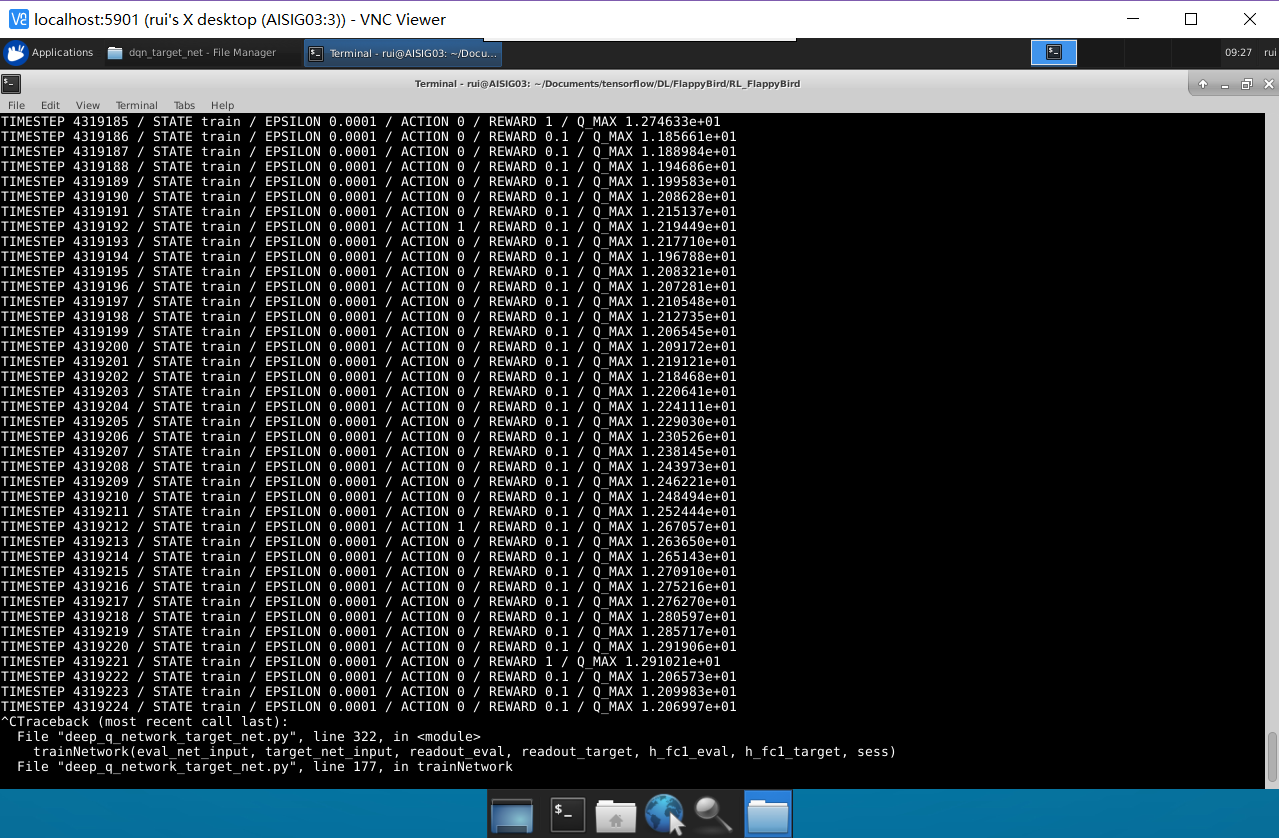 VE localhost:5901 (rui's X desktop (AISIG03:3)) - VNC Viewer
Applications dqn_target_net - File Manager Terminal - rui@AISIG03: ~/Docu... 09:27 rui
Terminal - rui@AISIG03: ~/Documents/tensorflow/DL/FlappyBird/RL_FlappyBird
File Edit View Terminal Tabs Help
TIMESTEP 4319185 / STATE train / EPSILON 0.0001 / ACTION 0 / REWARD 1 / Q_MAX 1.274633e+01
TIMESTEP 4319186 / STATE train / EPSILON 0.0001 / ACTION 0 / REWARD 0.1 / Q_MAX 1.185661e+01
TIMESTEP 4319187 / STATE train / EPSILON 0.0001 / ACTION 0 / REWARD 0.1 / Q_MAX 1.188984e+01
TIMESTEP 4319188 / STATE train / EPSILON 0.0001 / ACTION 0 / REWARD 0.1 / Q_MAX 1.194686e+01
TIMESTEP 4319189 / STATE train / EPSILON 0.0001 / ACTION 0 / REWARD 0.1 / Q_MAX 1.199583e+01
TIMESTEP 4319190 / STATE train / EPSILON 0.0001 / ACTION 0 / REWARD 0.1 / Q_MAX 1.208628e+01
TIMESTEP 4319191 / STATE train / EPSILON 0.0001 / ACTION 0 / REWARD 0.1 / Q_MAX 1.215137e+01
TIMESTEP 4319192 / STATE train / EPSILON 0.0001 / ACTION 1 / REWARD 0.1 / Q_MAX 1.219449e+01
TIMESTEP 4319193 / STATE train / EPSILON 0.0001 / ACTION 0 / REWARD 0.1 / Q_MAX 1.217710e+01
TIMESTEP 4319194 / STATE train / EPSILON 0.0001 / ACTION 0 / REWARD 0.1 / Q_MAX 1.196788e+01
TIMESTEP 4319195 / STATE train / EPSILON 0.0001 / ACTION 0 / REWARD 0.1 / Q_MAX 1.208321e+01
TIMESTEP 4319196 / STATE train / EPSILON 0.0001 / ACTION 0 / REWARD 0.1 / Q_MAX 1.207281e+01
TIMESTEP 4319197 / STATE train / EPSILON 0.0001 / ACTION 0 / REWARD 0.1 / Q_MAX 1.210548e+01
TIMESTEP 4319198 / STATE train / EPSILON 0.0001 / ACTION 0 / REWARD 0.1 / Q_MAX 1.212735e+01
TIMESTEP 4319199 / STATE train / EPSILON 0.0001 / ACTION 0 / REWARD 0.1 / Q_MAX 1.206545e+01
TIMESTEP 4319200 / STATE train / EPSILON 0.0001 / ACTION 0 / REWARD 0.1 / Q_MAX 1.209172e+01
TIMESTEP 4319201 / STATE train / EPSILON 0.0001 / ACTION 0 / REWARD 0.1 / Q_MAX 1.219121e+01
TIMESTEP 4319202 / STATE train / EPSILON 0.0001 / ACTION 0 / REWARD 0.1 / Q_MAX 1.218468e+01
TIMESTEP 4319203 / STATE train / EPSILON 0.0001 / ACTION 0 / REWARD 0.1 / Q_MAX 1.220641e+01
TIMESTEP 4319204 / STATE train / EPSILON 0.0001 / ACTION 0 / REWARD 0.1 / Q_MAX 1.224111e+01
TIMESTEP 4319205 / STATE train / EPSILON 0.0001 / ACTION 0 / REWARD 0.1 / Q_MAX 1.229030e+01
TIMESTEP 4319206 / STATE train / EPSILON 0.0001 / ACTION 0 / REWARD 0.1 / Q_MAX 1.230526e+01
TIMESTEP 4319207 / STATE train / EPSILON 0.0001 / ACTION 0 / REWARD 0.1 / Q_MAX 1.238145e+01
TIMESTEP 4319208 / STATE train / EPSILON 0.0001 / ACTION 0 / REWARD 0.1 / Q_MAX 1.243973e+01
TIMESTEP 4319209 / STATE train / EPSILON 0.0001 / ACTION 0 / REWARD 0.1 / Q_MAX 1.246221e+01
TIMESTEP 4319210 / STATE train / EPSILON 0.0001 / ACTION 0 / REWARD 0.1 / Q_MAX 1.248494e+01
TIMESTEP 4319211 / STATE train / EPSILON 0.0001 / ACTION 0 / REWARD 0.1 / Q_MAX 1.252444e+01
TIMESTEP 4319212 / STATE train / EPSILON 0.0001 / ACTION 1 / REWARD 0.1 / Q_MAX 1.267057e+01
TIMESTEP 4319213 / STATE train / EPSILON 0.0001 / ACTION 0 / REWARD 0.1 / Q_MAX 1.263650e+01
TIMESTEP 4319214 / STATE train / EPSILON 0.0001 / ACTION 0 / REWARD 0.1 / Q_MAX 1.265143e+01
TIMESTEP 4319215 / STATE train / EPSILON 0.0001 / ACTION 0 / REWARD 0.1 / Q_MAX 1.270910e+01
TIMESTEP 4319216 / STATE train / EPSILON 0.0001 / ACTION 0 / REWARD 0.1 / Q_MAX 1.275216e+01
TIMESTEP 4319217 / STATE train / EPSILON 0.0001 / ACTION 0 / REWARD 0.1 / Q_MAX 1.276270e+01
TIMESTEP 4319218 / STATE train / EPSILON 0.0001 / ACTION 0 / REWARD 0.1 / Q_MAX 1.280597e+01
TIMESTEP 4319219 / STATE train / EPSILON 0.0001 / ACTION 0 / REWARD 0.1 / Q_MAX 1.285717e+01
TIMESTEP 4319220 / STATE train / EPSILON 0.0001 / ACTION 0 / REWARD 0.1 / Q_MAX 1.291906e+01
TIMESTEP 4319221 / STATE train / EPSILON 0.0001 / ACTION 0 / REWARD 1 / Q_MAX 1.291021e+01
TIMESTEP 4319222 / STATE train / EPSILON 0.0001 / ACTION 0 / REWARD 0.1 / Q_MAX 1.206573e+01
TIMESTEP 4319223 / STATE train / EPSILON 0.0001 / ACTION 0 / REWARD 0.1 / Q_MAX 1.209983e+01
TIMESTEP 4319224 / STATE train / EPSILON 0.0001 / ACTION 0 / REWARD 0.1 / Q_MAX 1.206997e+01
^CTraceback (most recent call last):
  File "deep_q_network_target_net.py", line 322, in <module>
    trainNetwork(eval_net_input, target_net_input, readout_eval, readout_target, h_fc1_eval, h_fc1_target, sess)
  File "deep_q_network_target_net.py", line 177, in trainNetwork